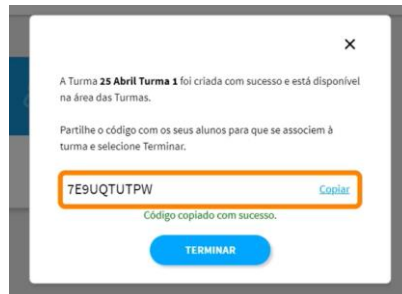 ×
A Turma 25 Abril Turma 1 foi criada com sucesso e está disponível
na área das Turmas.
Partilhe o código com os seus alunos para que se associem à
turma e selecione Terminar.
7E9UQTUTPW Copiar
Código copiado com sucesso.
TERMINAR